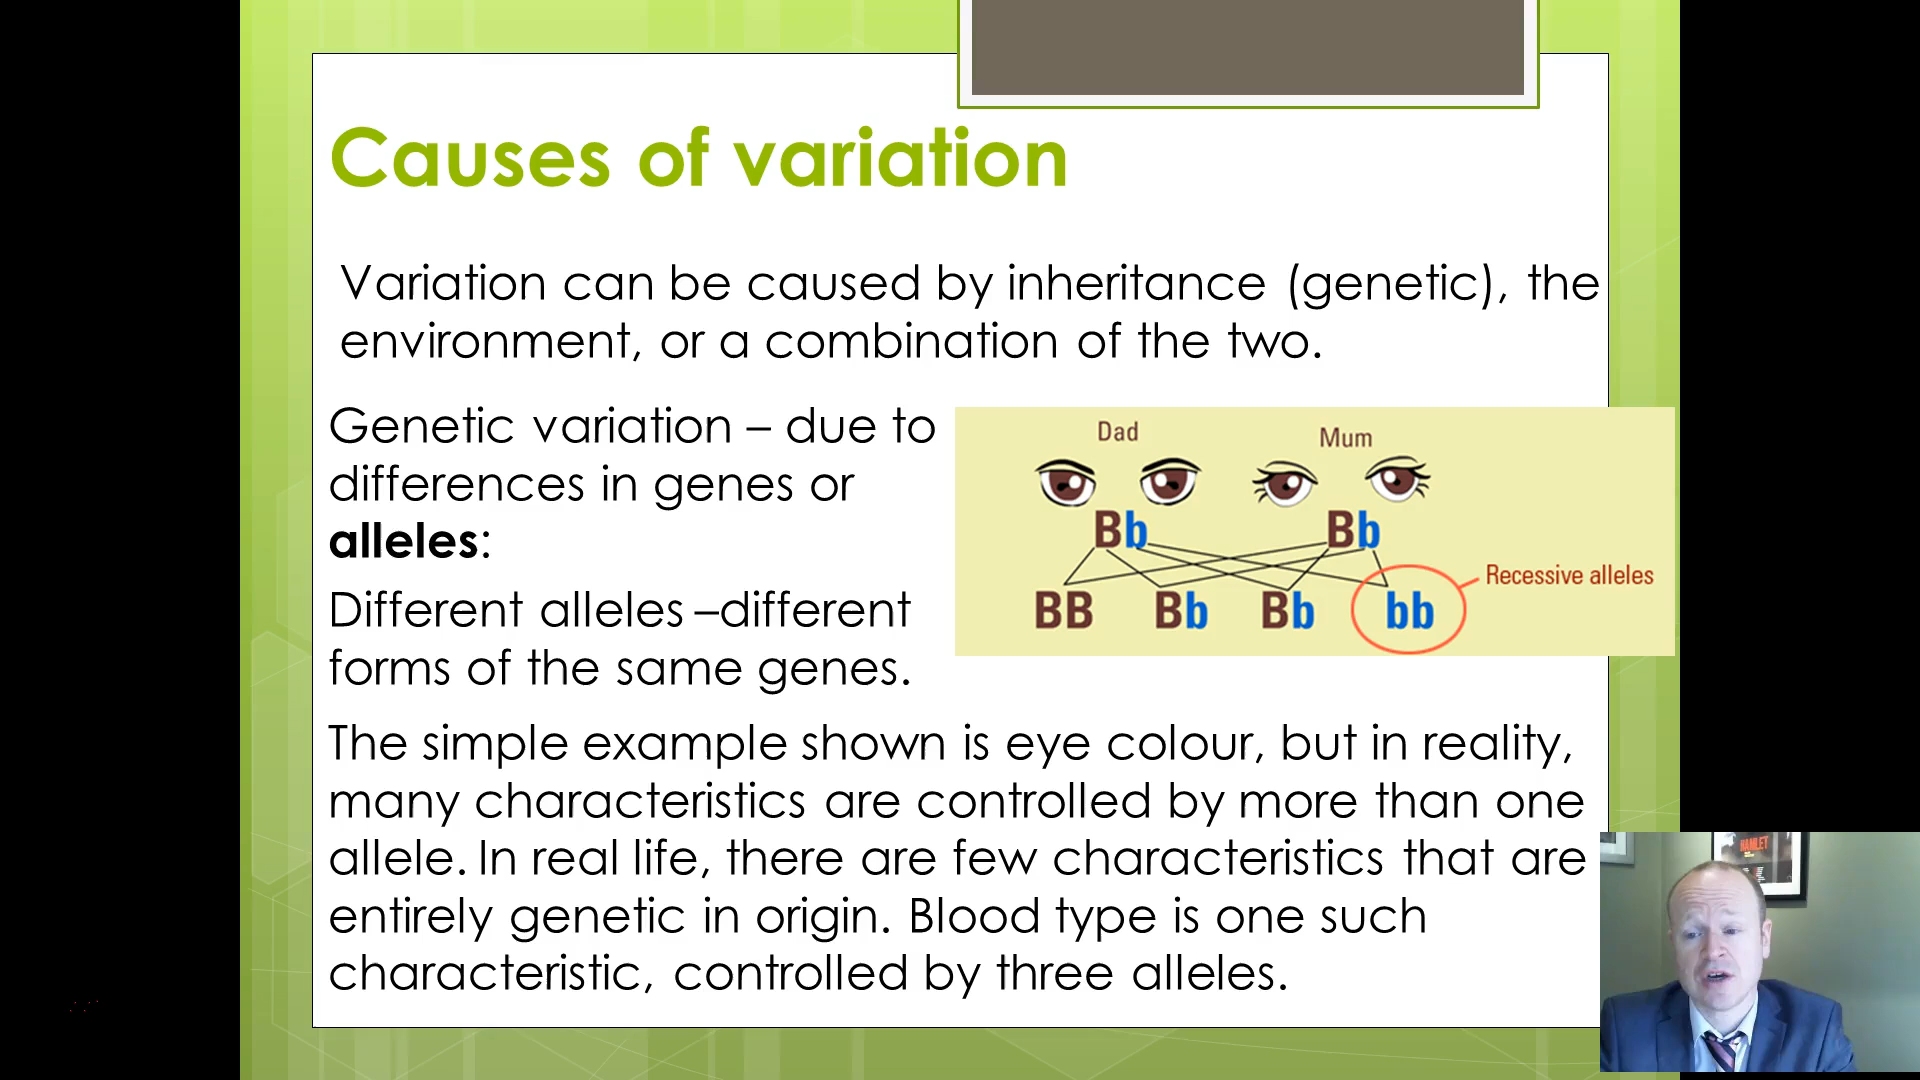 Causes of variation
Variation can be caused by inheritance (genetic), the
environment, or a combination of the two.
Genetic variation – due to
differences in genes or
alleles:
Different alleles –different
forms of the same genes.
Dad
Mum
Bb
Bb
Recessive alleles
BB Bb Bb bb
The simple example shown is eye colour, but in reality,
many characteristics are controlled by more than one
allele. In real life, there are few characteristics that are
entirely genetic in origin. Blood type is one such
characteristic, controlled by three alleles.
HAMLET